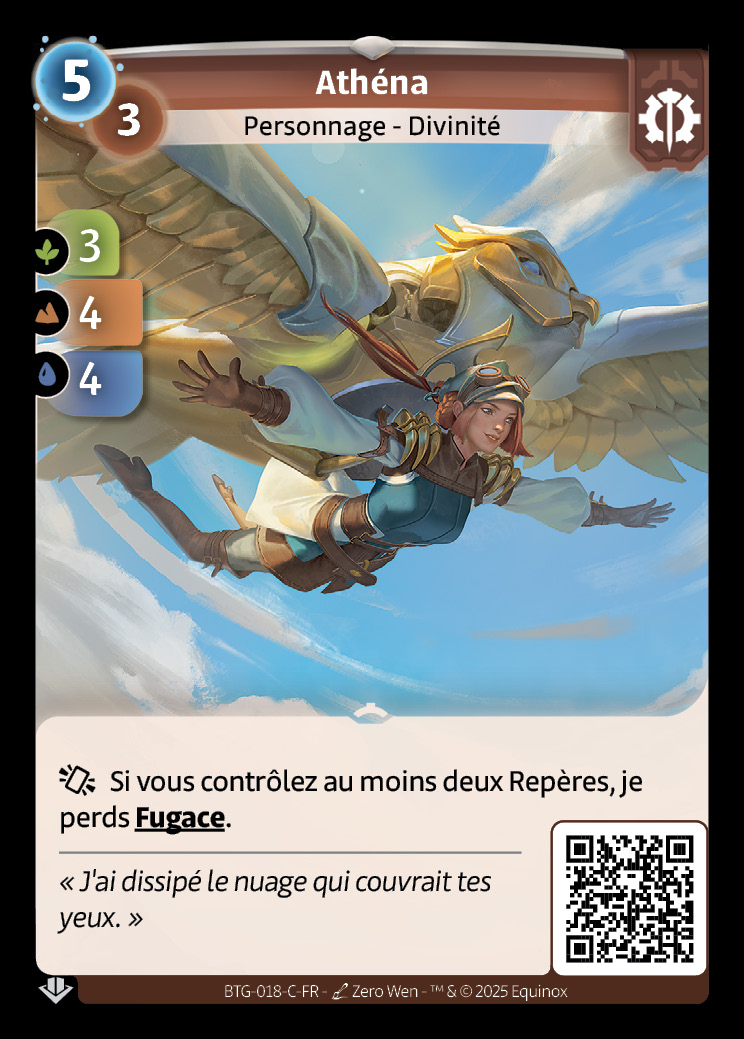 5
Athéna
3
Personnage - Divinité
3
4
4
Si vous contrôlez au moins deux Repères, je
perds Fugace.
« J'ai dissipé le nuage qui couvrait tes
yeux. »
BTG-018-C-FR - Zero Wen - ™ & © 2025 Equinox